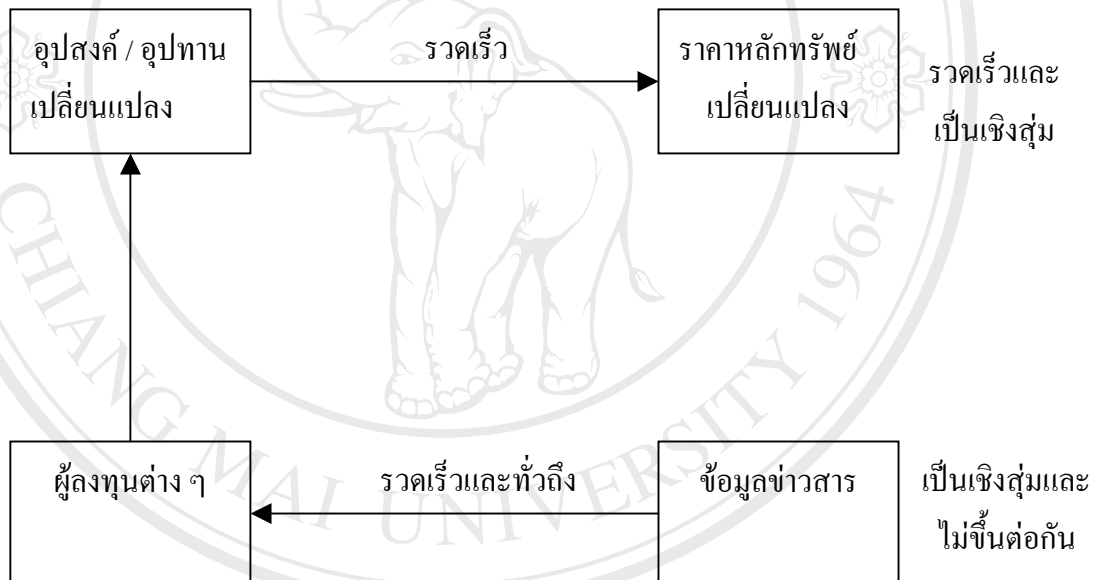 อุปสงค์ / อุปทาน
เปลี่ยนแปลง
รวดเร็ว
ราคาหลักทรัพย์
เปลี่ยนแปลง
รวดเร็วและ
เป็นเชิงสุ่ม
ผู้ลงทุนต่าง ๆ
รวดเร็วและทั่วถึง
ข้อมูลข่าวสาร
เป็นเชิงสุ่มและ
ไม่ขึ้นต่อกัน
CHIANG MAI UNIVERSITY 1964